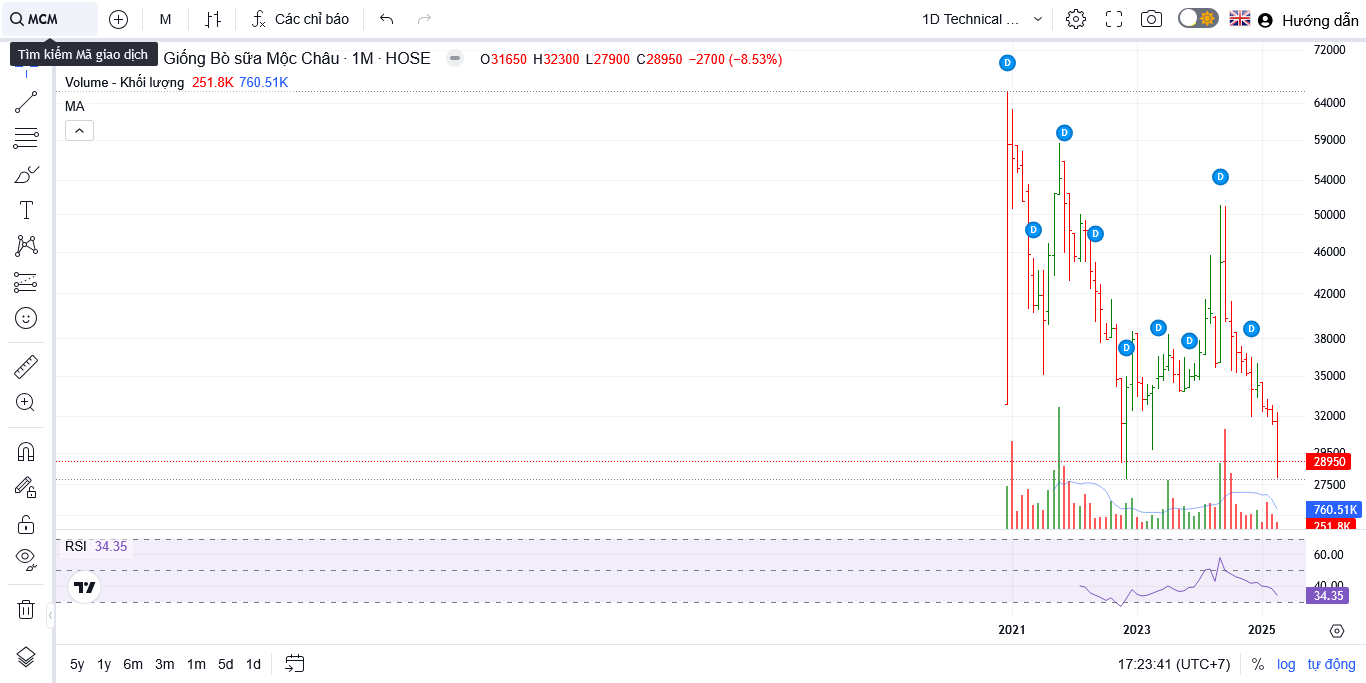 MCM
M
Các chỉ báo
1D Technical ...
Hướng dẫn
Tìm kiếm Mã giao dịch
Giống Bò sữa Mộc Châu · 1M · HOSE
O31650 H32300 L27900 C28950 −2700 (−8.53%)
Volume - Khối lượng 251.8K 760.51K
MA
D
D
D
D
D
D
D
D
D
72000
64000
59000
54000
50000
46000
42000
38000
35000
32000
28950
27500
760.51K
251.8K
RSI 34.35
60.00
40.00
34.35
2021 2023 2025
5y 1y 6m 3m 1m 5d 1d
17:23:41 (UTC+7) % log tự động